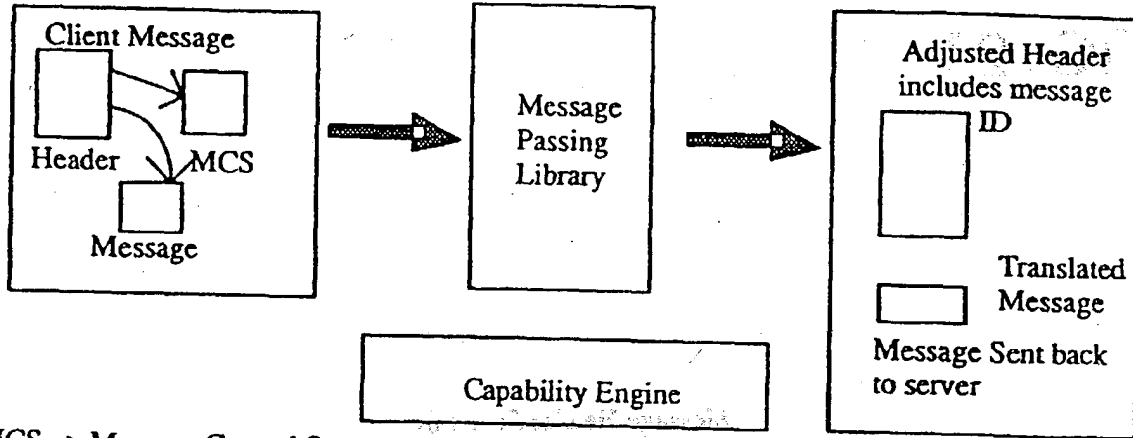 Client Message
Header
MCS
Message
Message
Passing
Library
Adjusted Header
includes message
ID
Translated
Message
Message Sent back
to server
Capability Engine